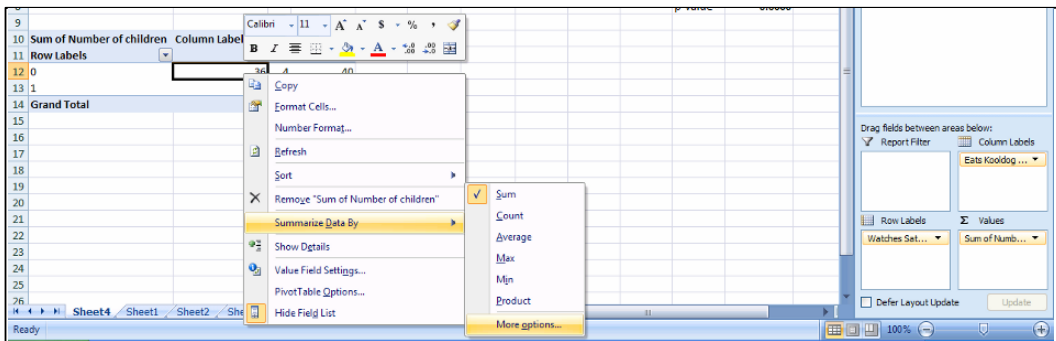 9
Calibri 11 A A $ % ,
10 Sum of Number of children Column Label
B I A
11 Row Labels
12 0 36 4 40
13 1
14 Grand Total
15
16
17
18
19
20
21
22
23
24
25
26
Copy
Format Cells...
Number Format...
Refresh
Sort
Remove "Sum of Number of children"
Summarize Data By
Show Details
Value Field Settings...
PivotTable Options...
Hide Field List
Sum
Count
Average
Max
Min
Product
More options...
Drag fields between areas below:
Report Filter Column Labels
Eats Kooldog ...
Row Labels Σ Values
Watches Sat... Sum of Numb...
Defer Layout Update Update
Sheet4 Sheet1 Sheet2 She
Ready 100%